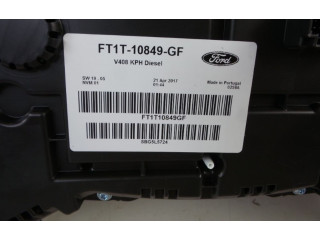 FT1T-10849-GF
Ford
V408 KPH Diesel
21 Apr 2017
Made in Portugal
FT1T10849GF